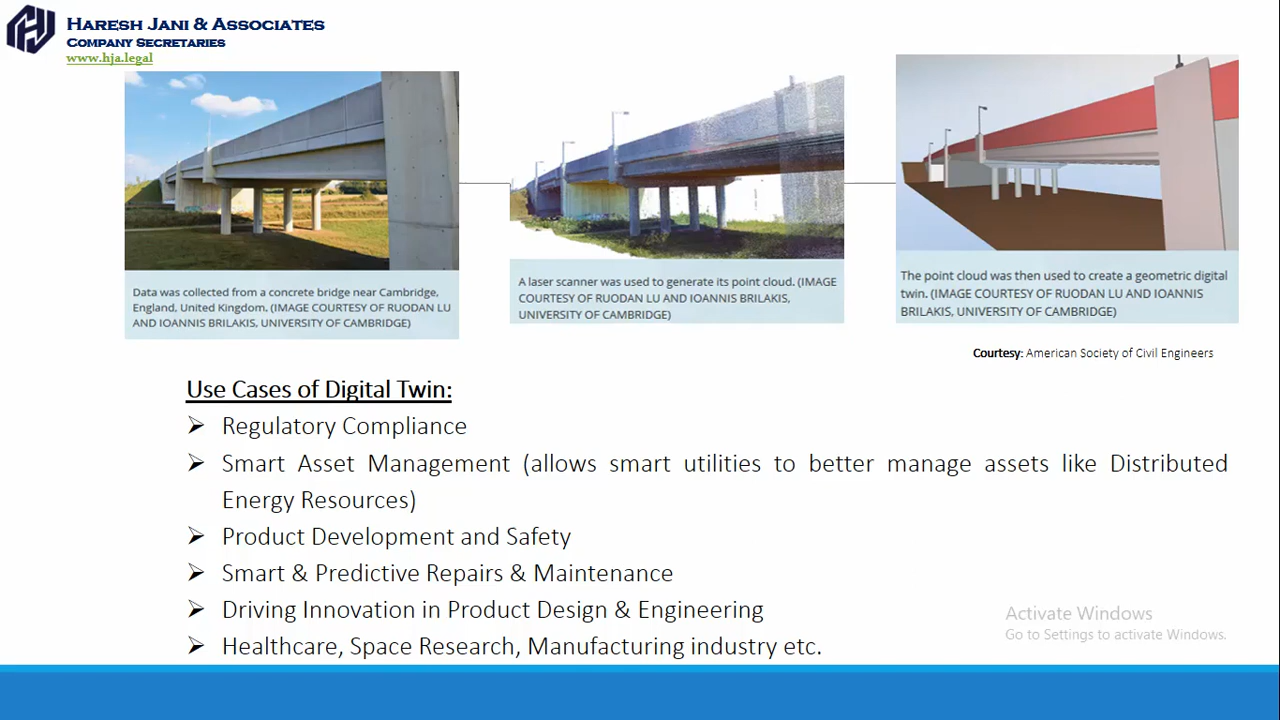 HARESH JANI & ASSOCIATES
COMPANY SECRETARIES
www.hja.legal
Data was collected from a concrete bridge near Cambridge,
England, United Kingdom. (IMAGE COURTESY OF RUODAN LU
AND IOANNIS BRILAKIS, UNIVERSITY OF CAMBRIDGE)
A laser scanner was used to generate its point cloud. (IMAGE
COURTESY OF RUODAN LU AND IOANNIS BRILAKIS,
UNIVERSITY OF CAMBRIDGE)
The point cloud was then used to create a geometric digital
twin. (IMAGE COURTESY OF RUODAN LU AND IOANNIS
BRILAKIS, UNIVERSITY OF CAMBRIDGE)
Courtesy: American Society of Civil Engineers
Use Cases of Digital Twin:
Regulatory Compliance
Smart Asset Management (allows smart utilities to better manage assets like Distributed
Energy Resources)
Product Development and Safety
Smart & Predictive Repairs & Maintenance
Driving Innovation in Product Design & Engineering
Healthcare, Space Research, Manufacturing industry etc.
Activate Windows
Go to Settings to activate Windows.